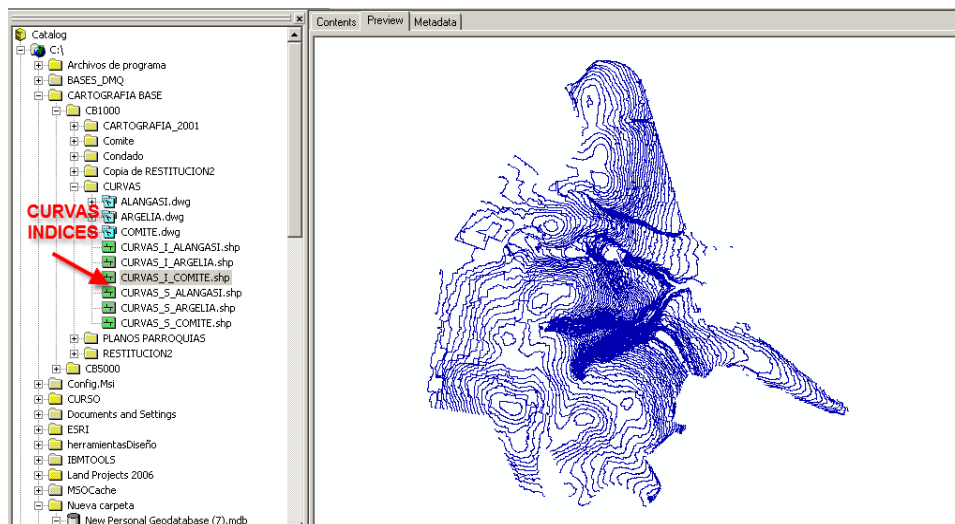 Contents Preview Metadata
Catalog
C:\
Archivos de programa
BASES_DMQ
CARTOGRAFIA BASE
CB1000
CARTOGRAFIA_2001
Comite
Condado
Copia de RESTITUCION2
CURVAS
ALANGASI.dwg
CURVAS INDICES
ARGELIA.dwg
COMITE.dwg
CURVAS_I_ALANGASI.shp
CURVAS_I_ARGELIA.shp
CURVAS_I_COMITE.shp
CURVAS_S_ALANGASI.shp
CURVAS_S_ARGELIA.shp
CURVAS_S_COMITE.shp
PLANOS PARROQUIAS
RESTITUCION2
CB5000
Config.Msi
CURSO
Documents and Settings
ESRI
herramientasDiseño
IBMTOOLS
Land Projects 2006
MSOCache
Nueva carpeta
New Personal Geodatabase (7).mdb